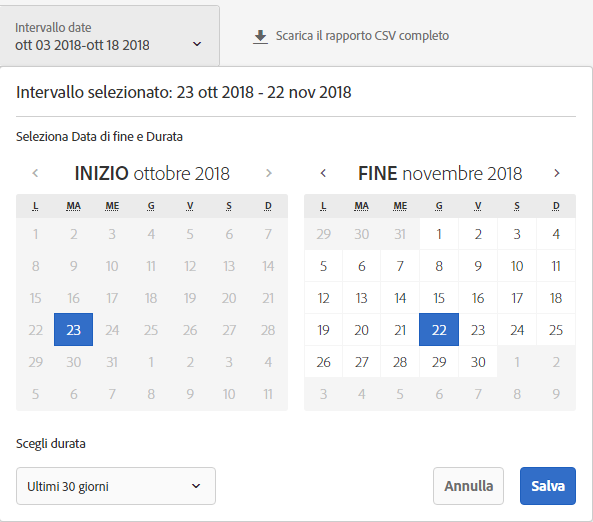 Intervallo date
ott 03 2018-ott 18 2018
Scarica il rapporto CSV completo
Intervallo selezionato: 23 ott 2018 - 22 nov 2018
Seleziona Data di fine e Durata
INIZIO ottobre 2018
L MA ME G V S D
1 2 3 4 5 6 7
8 9 10 11 12 13 14
15 16 17 18 19 20 21
22 23 24 25 26 27 28
29 30 31 1 2 3 4
5 6 7 8 9 10 11
FINE novembre 2018
L MA ME G V S D
29 30 31 1 2 3 4
5 6 7 8 9 10 11
12 13 14 15 16 17 18
19 20 21 22 23 24 25
26 27 28 29 30 1 2
3 4 5 6 7 8 9
Scegli durata
Ultimi 30 giorni
Annulla
Salva